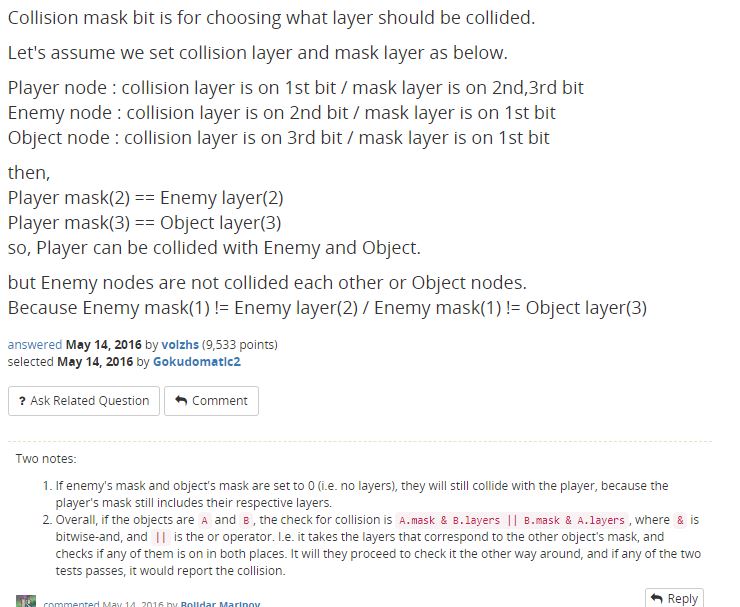 Collision mask bit is for choosing what layer should be collided.
Let's assume we set collision layer and mask layer as below.
Player node : collision layer is on 1st bit / mask layer is on 2nd,3rd bit
Enemy node : collision layer is on 2nd bit / mask layer is on 1st bit
Object node : collision layer is on 3rd bit / mask layer is on 1st bit
then,
Player mask(2) == Enemy layer(2)
Player mask(3) == Object layer(3)
so, Player can be collided with Enemy and Object.
but Enemy nodes are not collided each other or Object nodes.
Because Enemy mask(1) != Enemy layer(2) / Enemy mask(1) != Object layer(3)
answered May 14, 2016 by volzhs (9,533 points)
selected May 14, 2016 by Gokudomatic2
? Ask Related Question Comment
Two notes:
1. If enemy's mask and object's mask are set to 0 (i.e. no layers), they will still collide with the player, because the
player's mask still includes their respective layers.
2. Overall, if the objects are A and B , the check for collision is A.mask & B.layers || B.mask & A.layers , where & is
bitwise-and, and || is the or operator. I.e. it takes the layers that correspond to the other object's mask, and
checks if any of them is on in both places. It will they proceed to check it the other way around, and if any of the two
tests passes, it would report the collision.
commented May 14, 2016 by Bojidar Marinov
Reply